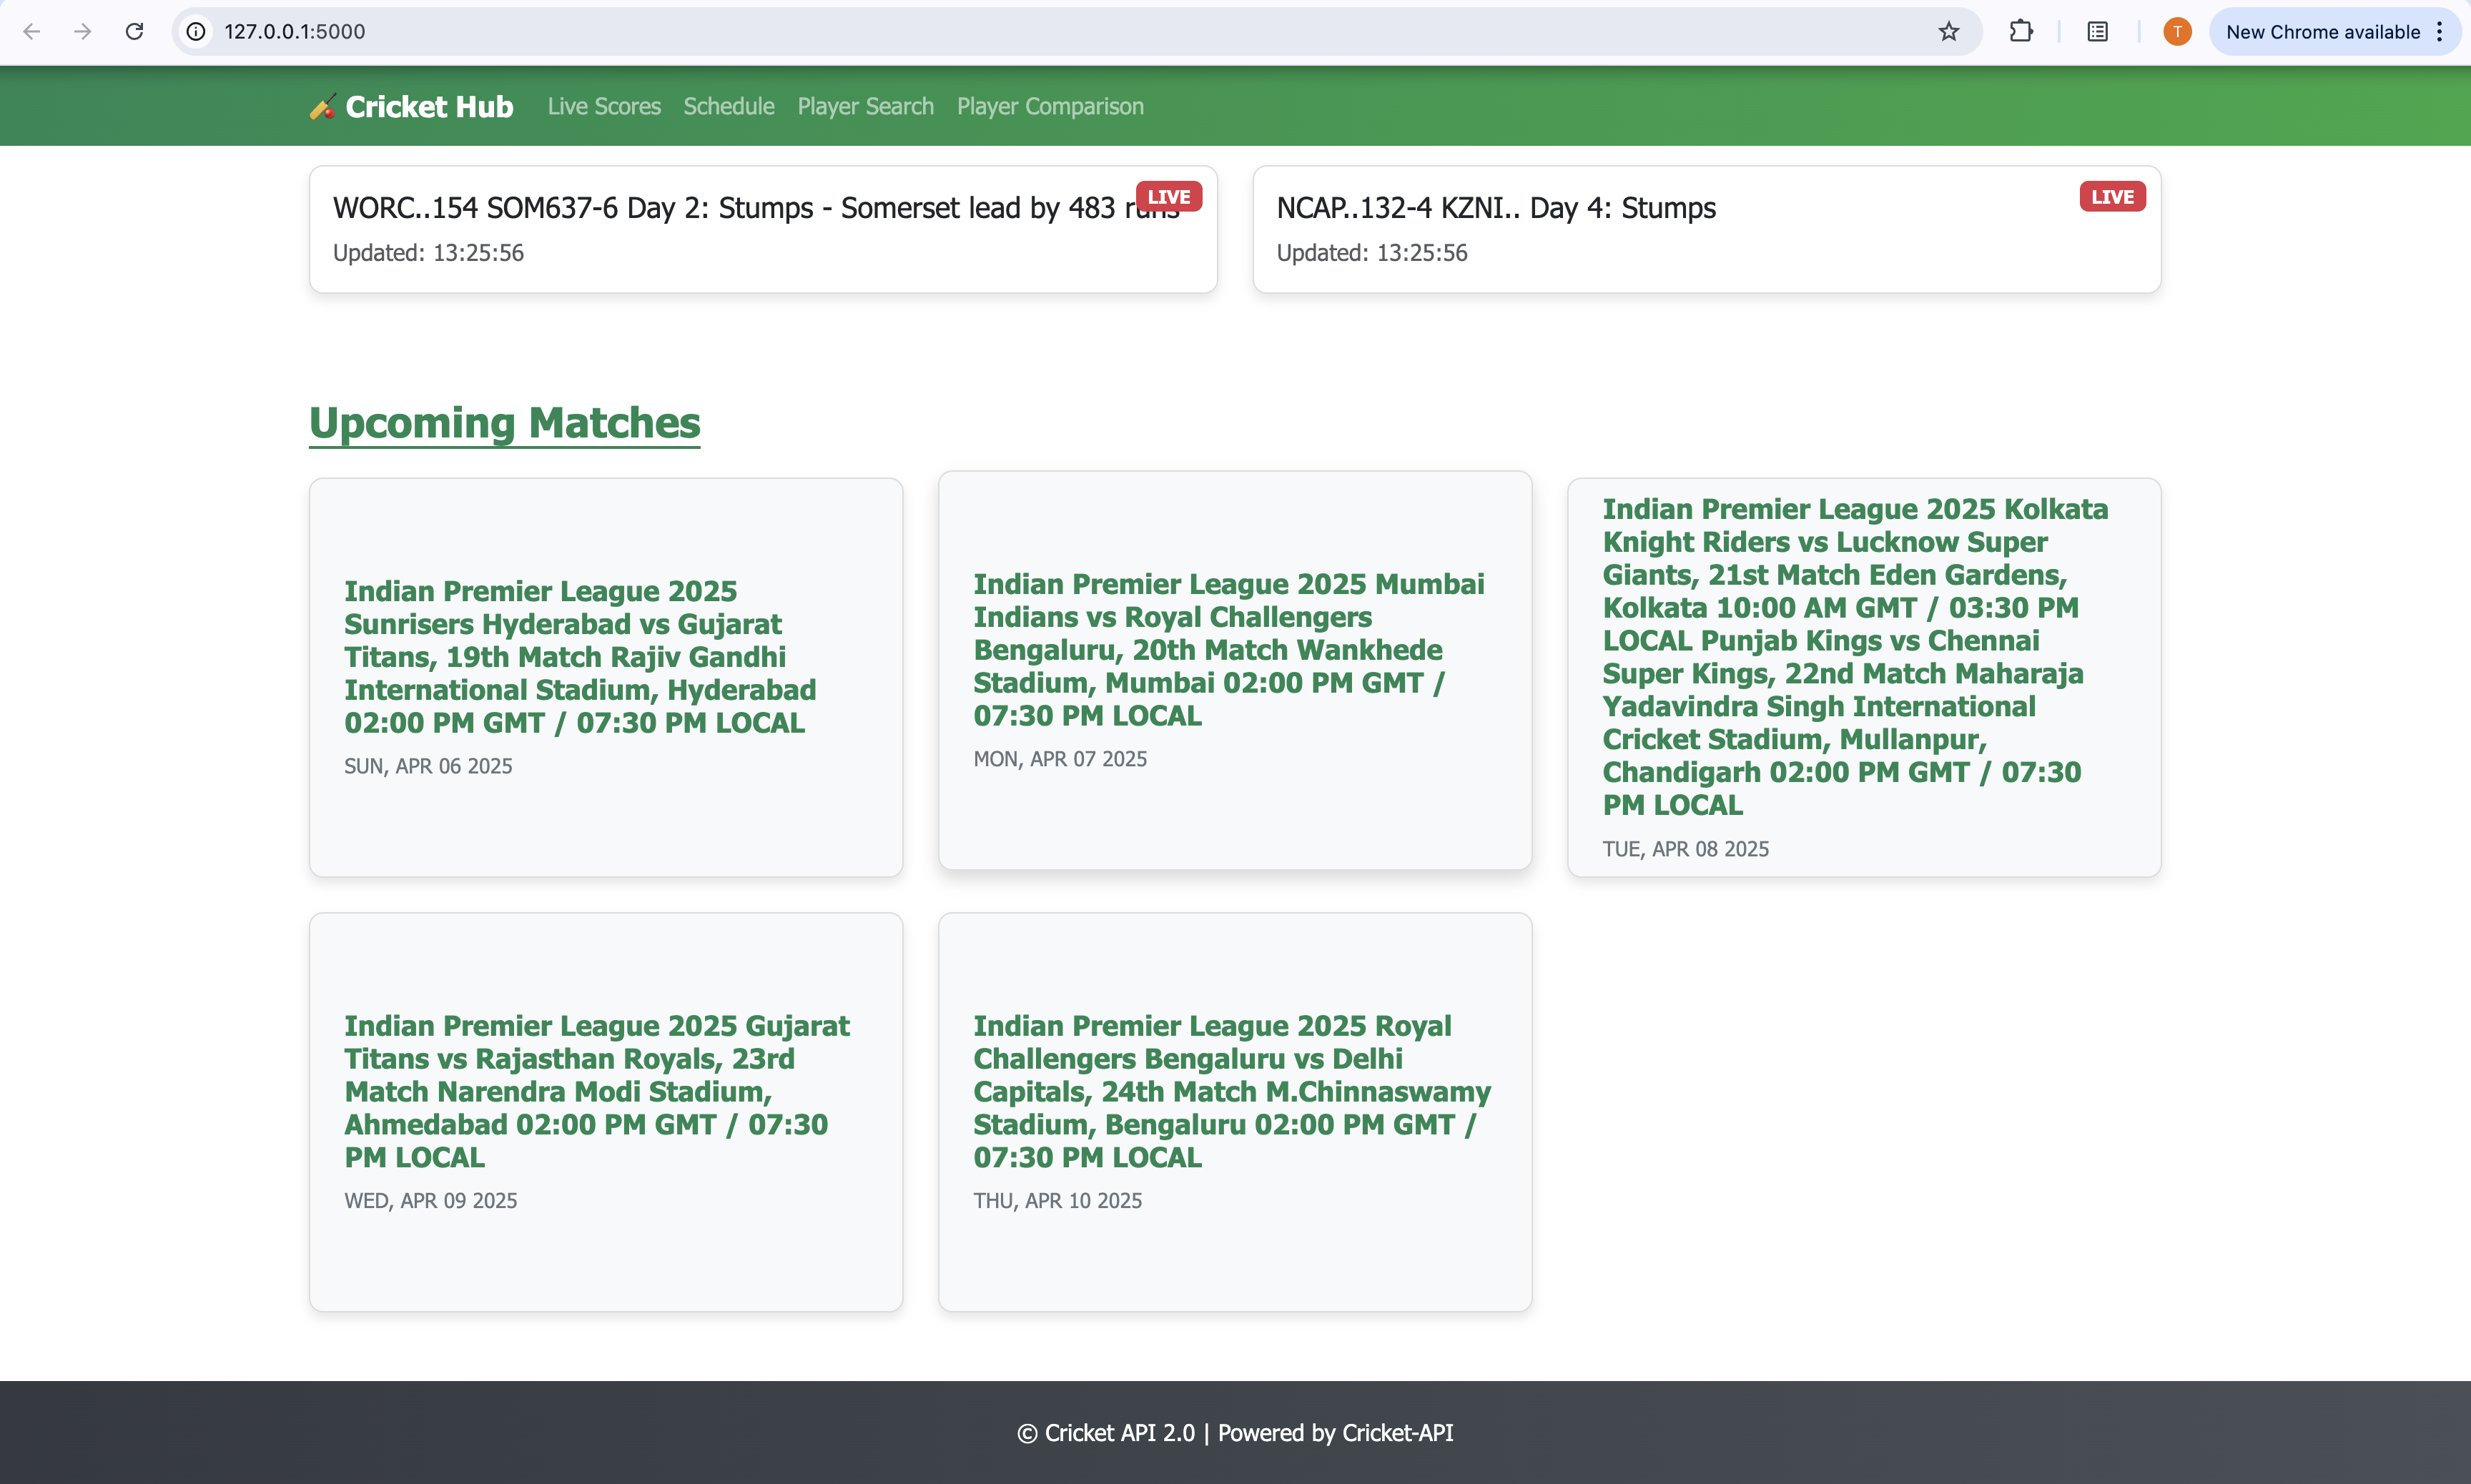 127.0.0.1:5000
T
New Chrome available
Cricket Hub Live Scores Schedule Player Search Player Comparison
WORC..154 SOM637-6 Day 2: Stumps - Somerset lead by 483 runs
LIVE
Updated: 13:25:56
NCAP..132-4 KZNI.. Day 4: Stumps
LIVE
Updated: 13:25:56
Upcoming Matches
Indian Premier League 2025
Sunrisers Hyderabad vs Gujarat
Titans, 19th Match Rajiv Gandhi
International Stadium, Hyderabad
02:00 PM GMT / 07:30 PM LOCAL
SUN, APR 06 2025
Indian Premier League 2025 Mumbai
Indians vs Royal Challengers
Bengaluru, 20th Match Wankhede
Stadium, Mumbai 02:00 PM GMT /
07:30 PM LOCAL
MON, APR 07 2025
Indian Premier League 2025 Kolkata
Knight Riders vs Lucknow Super
Giants, 21st Match Eden Gardens,
Kolkata 10:00 AM GMT / 03:30 PM
LOCAL Punjab Kings vs Chennai
Super Kings, 22nd Match Maharaja
Yadavindra Singh International
Cricket Stadium, Mullanpur,
Chandigarh 02:00 PM GMT / 07:30
PM LOCAL
TUE, APR 08 2025
Indian Premier League 2025 Gujarat
Titans vs Rajasthan Royals, 23rd
Match Narendra Modi Stadium,
Ahmedabad 02:00 PM GMT / 07:30
PM LOCAL
WED, APR 09 2025
Indian Premier League 2025 Royal
Challengers Bengaluru vs Delhi
Capitals, 24th Match M.Chinnaswamy
Stadium, Bengaluru 02:00 PM GMT /
07:30 PM LOCAL
THU, APR 10 2025
© Cricket API 2.0 | Powered by Cricket-API